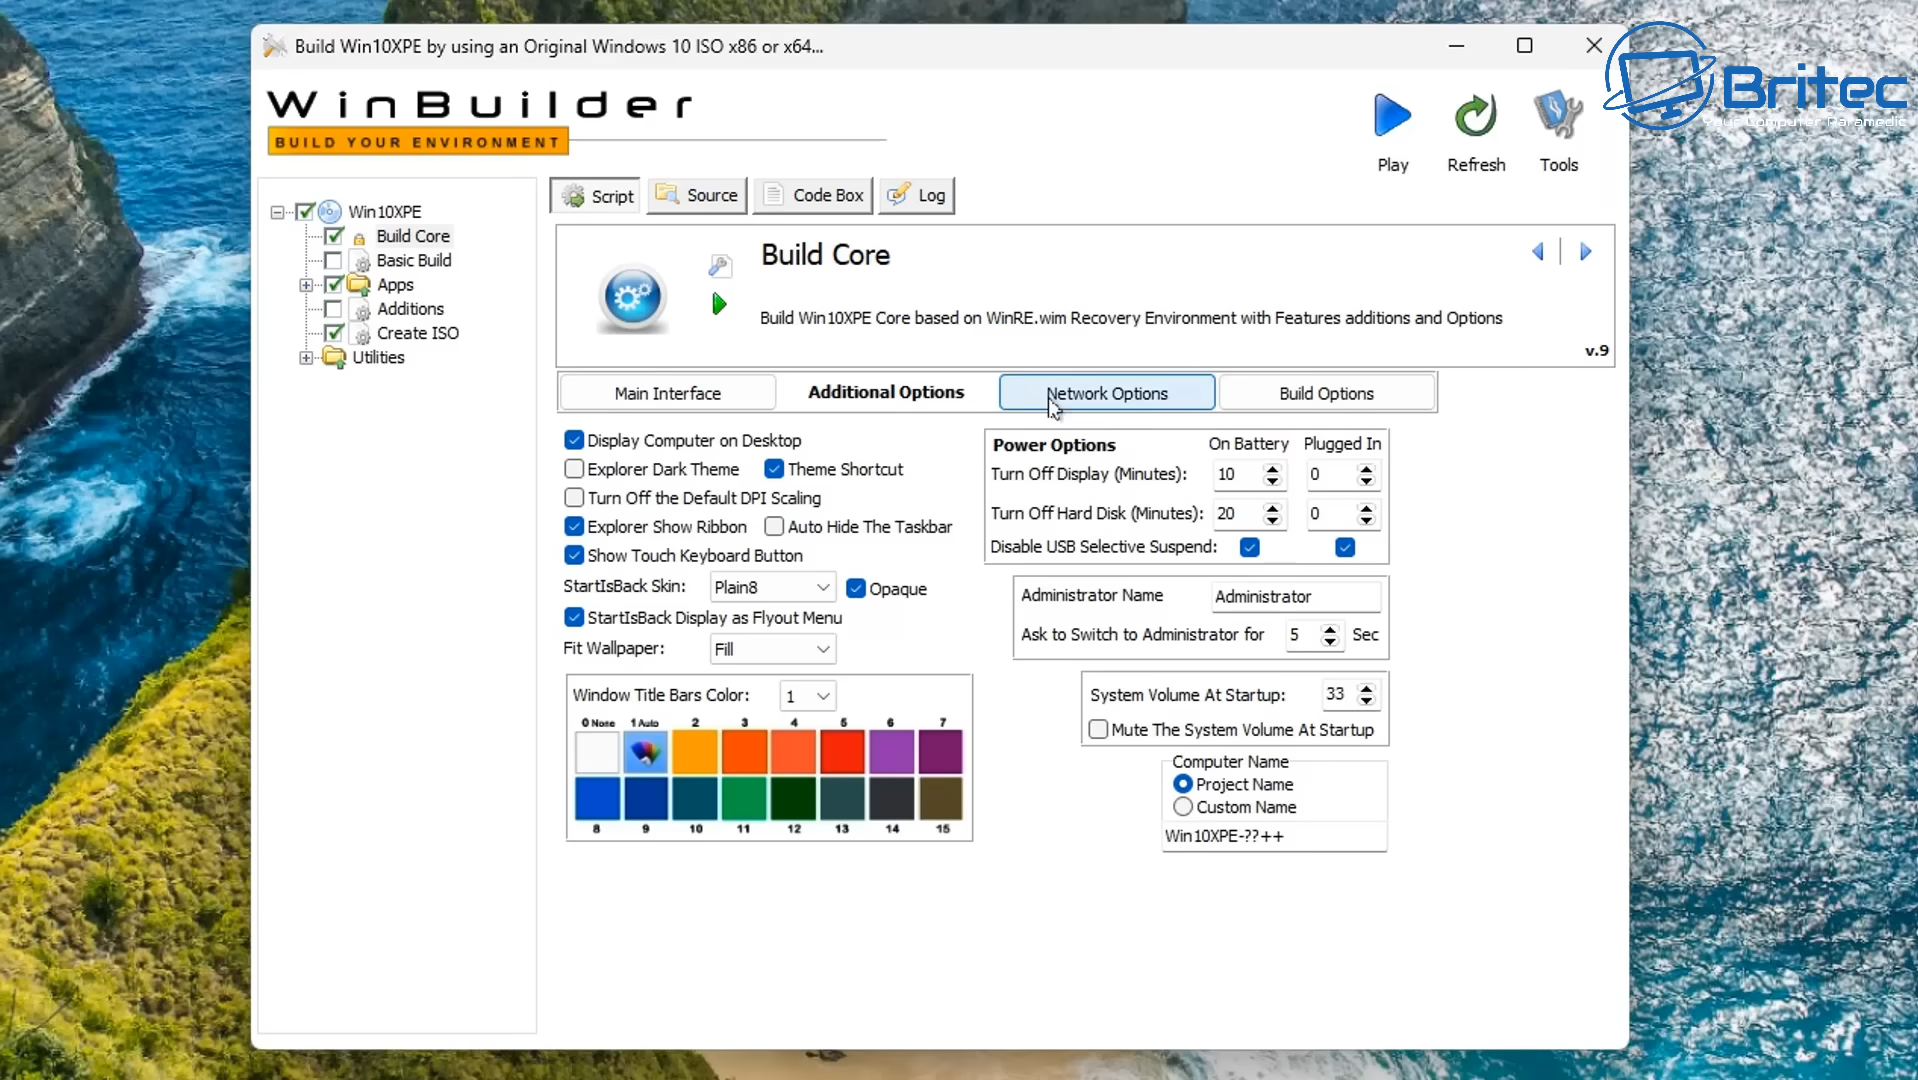 Build Win10XPE by using an Original Windows 10 ISO x86 or x64...
WinBuilder
BUILD YOUR ENVIRONMENT
Play
Refresh
Tools
Britec
Your Computer Paramedic
Win10XPE
Build Core
Basic Build
Apps
Additions
Create ISO
Utilities
Script
Source
Code Box
Log
Build Core
Build Win10XPE Core based on WinRE.wim Recovery Environment with Features additions and Options
v.9
Main Interface
Additional Options
Network Options
Build Options
Display Computer on Desktop
Explorer Dark Theme
Theme Shortcut
Turn Off the Default DPI Scaling
Explorer Show Ribbon
Auto Hide The Taskbar
Show Touch Keyboard Button
StartIsBack Skin: Plain8
Opaque
StartIsBack Display as Flyout Menu
Fit Wallpaper: Fill
Window Title Bars Color: 1
0 None 1 Auto 2 3 4 5 6 7
8 9 10 11 12 13 14 15
Power Options On Battery Plugged In
Turn Off Display (Minutes): 10 0
Turn Off Hard Disk (Minutes): 20 0
Disable USB Selective Suspend:
Administrator Name Administrator
Ask to Switch to Administrator for 5 Sec
System Volume At Startup: 33
Mute The System Volume At Startup
Computer Name
Project Name
Custom Name
Win10XPE-??++